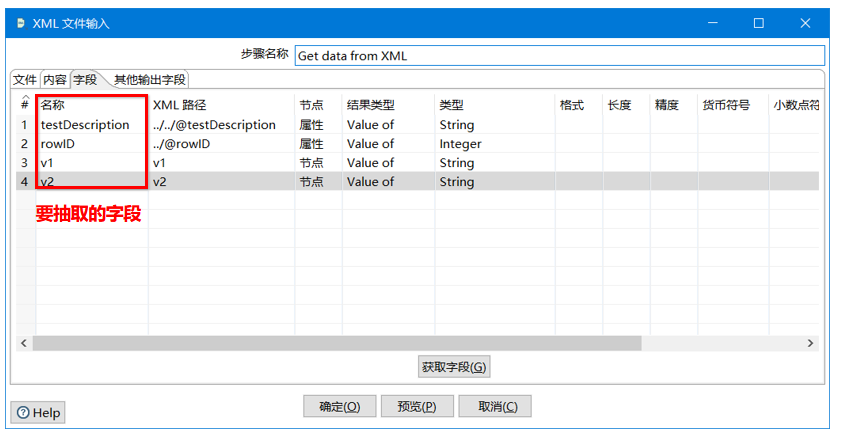 XML 文件输入
步骤名称 Get data from XML
文件 内容 字段 其他输出字段
# 名称 XML 路径 节点 结果类型 类型 格式 长度 精度 货币符号 小数点符
1 testDescription ../../@testDescription 属性 Value of String
2 rowID ../@rowID 属性 Value of Integer
3 v1 v1 节点 Value of String
4 v2 v2 节点 Value of String
要抽取的字段
获取字段(G)
Help 确定(O) 预览(P) 取消(C)